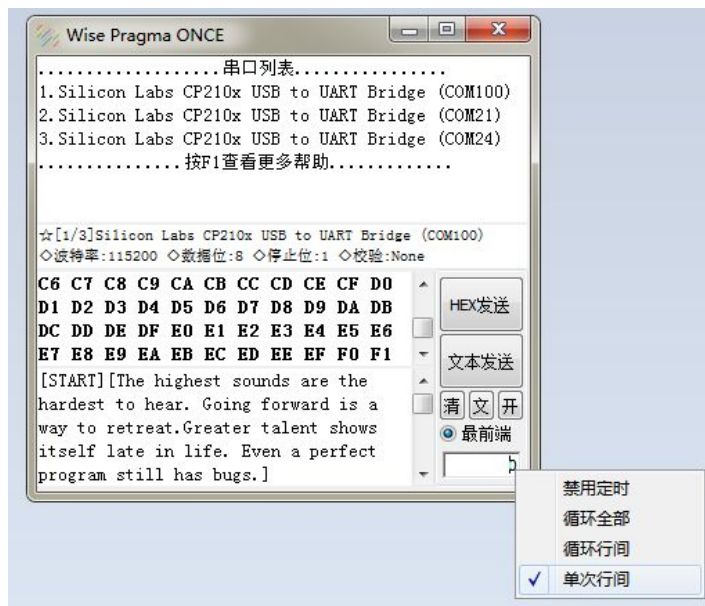 Wise Pragma ONCE
...................串口列表................
1.Silicon Labs CP210x USB to UART Bridge (COM100)
2.Silicon Labs CP210x USB to UART Bridge (COM21)
3.Silicon Labs CP210x USB to UART Bridge (COM24)
...............按F1查看更多帮助.............
☆[1/3]Silicon Labs CP210x USB to UART Bridge (COM100)
◇波特率:115200 ◇数据位:8 ◇停止位:1 ◇校验:None
C6 C7 C8 C9 CA CB CC CD CE CF D0
D1 D2 D3 D4 D5 D6 D7 D8 D9 DA DB
DC DD DE DF E0 E1 E2 E3 E4 E5 E6
E7 E8 E9 EA EB EC ED EE EF F0 F1
HEX发送
文本发送
[START][The highest sounds are the
hardest to hear. Going forward is a
way to retreat.Greater talent shows
itself late in life. Even a perfect
program still has bugs.]
清 文 开
最前端
禁用定时
循环全部
循环行间
单次行间